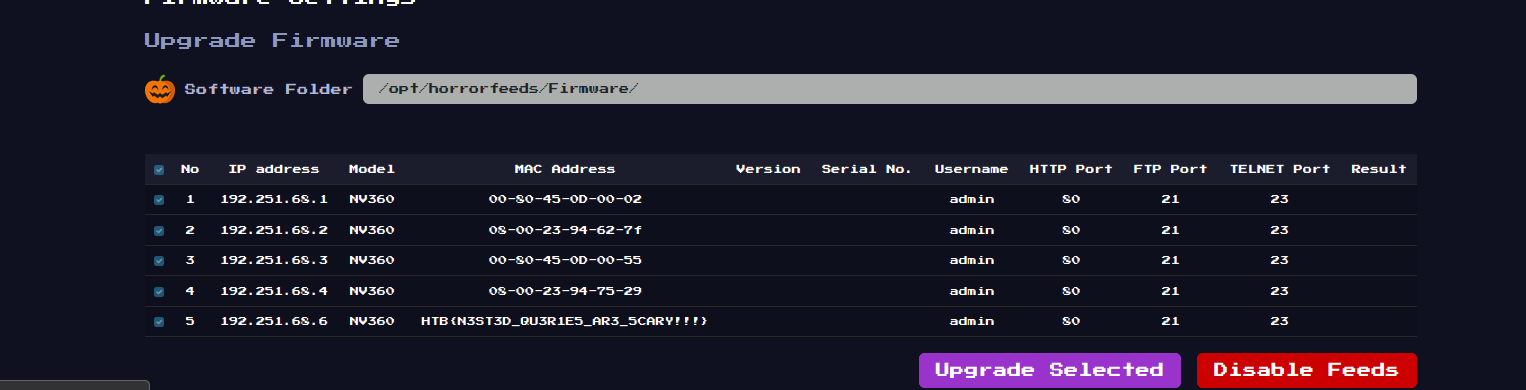 Firmware Settings
Upgrade Firmware
Software Folder /opt/horrorfeeds/Firmware/
No IP address Model MAC Address Version Serial No. Username HTTP Port FTP Port TELNET Port Result
1 192.251.68.1 NV360 00-80-45-0D-00-02 admin 80 21 23
2 192.251.68.2 NV360 08-00-23-94-62-7f admin 80 21 23
3 192.251.68.3 NV360 00-80-45-0D-00-55 admin 80 21 23
4 192.251.68.4 NV360 08-00-23-94-75-29 admin 80 21 23
5 192.251.68.6 NV360 HTB{N3ST3D_QU3R1E5_AR3_5CARY!!!} admin 80 21 23
Upgrade Selected Disable Feeds